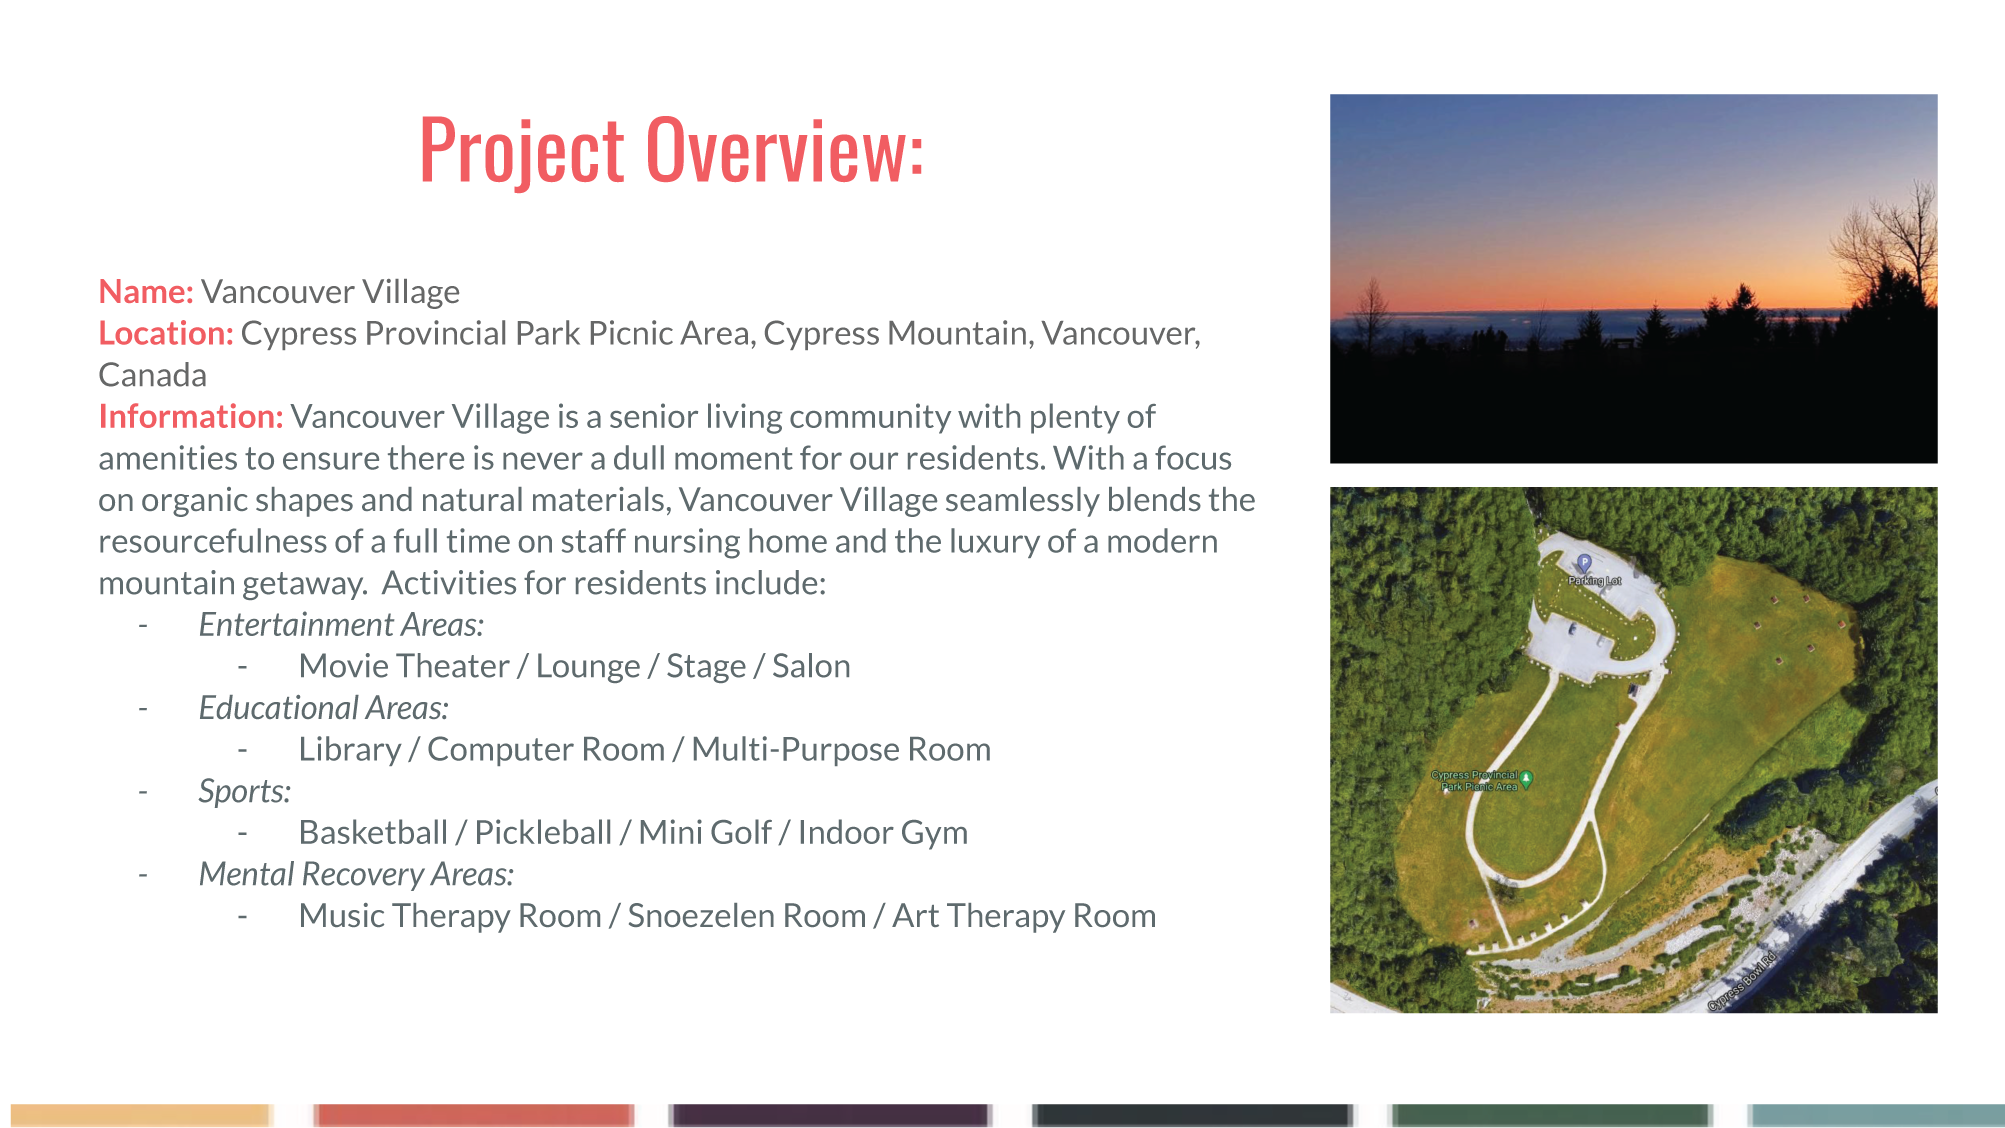 Project Overview:
Name: Vancouver Village
Location: Cypress Provincial Park Picnic Area, Cypress Mountain, Vancouver,
Canada
Information: Vancouver Village is a senior living community with plenty of
amenities to ensure there is never a dull moment for our residents. With a focus
on organic shapes and natural materials, Vancouver Village seamlessly blends the
resourcefulness of a full time on staff nursing home and the luxury of a modern
mountain getaway.  Activities for residents include:
- Entertainment Areas:
- Movie Theater / Lounge / Stage / Salon
- Educational Areas:
- Library / Computer Room / Multi-Purpose Room
- Sports:
- Basketball / Pickleball / Mini Golf / Indoor Gym
- Mental Recovery Areas:
- Music Therapy Room / Snoezelen Room / Art Therapy Room
P
Parking Lot
Cypress Provincial
Park Picnic Area
Cypress Bowl Rd